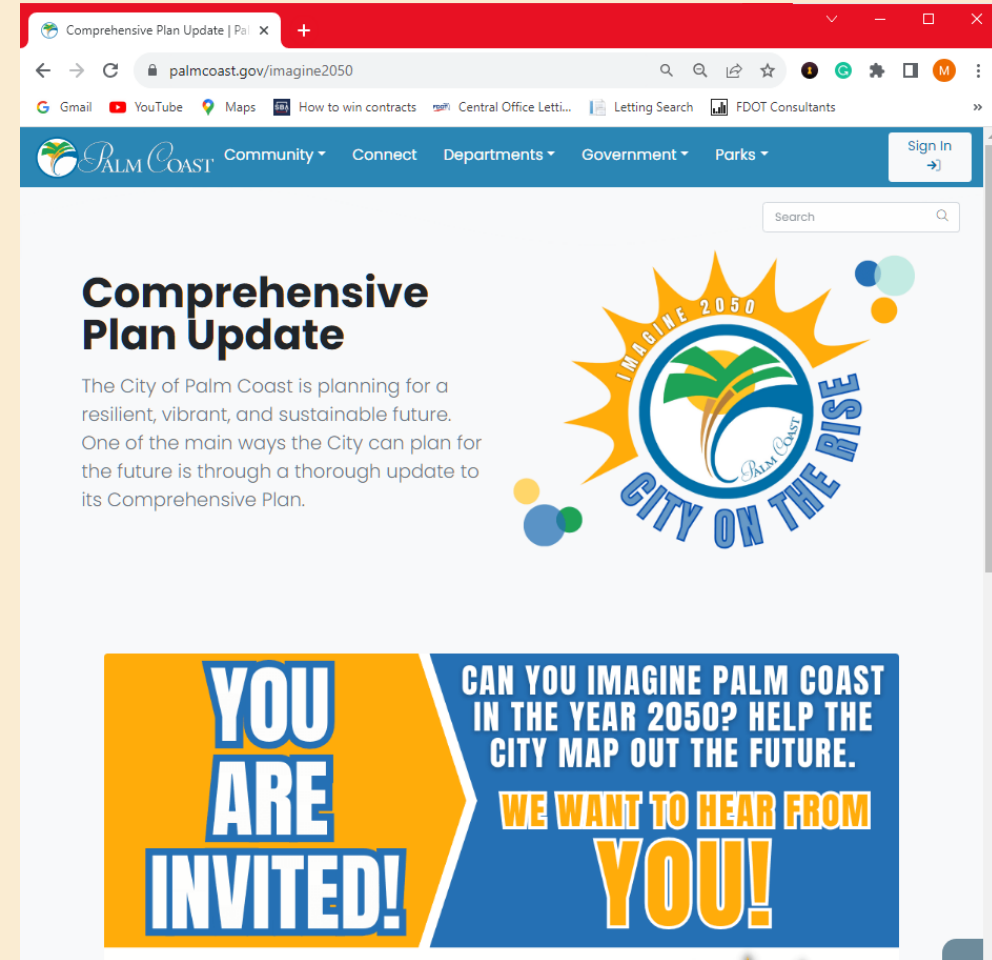 Comprehensive Plan Update | Pal
palmcoast.gov/imagine2050
M
Gmail YouTube Maps SBA How to win contracts Central Office Letti... Letting Search FDOT Consultants »
PALM COAST Community Connect Departments Government Parks Sign In
Search
Comprehensive
Plan Update
The City of Palm Coast is planning for a
resilient, vibrant, and sustainable future.
One of the main ways the City can plan for
the future is through a thorough update to
its Comprehensive Plan.
IMAGINE 2050
PALM COAST
CITY ON THE RISE
YOU
ARE
INVITED!
CAN YOU IMAGINE PALM COAST
IN THE YEAR 2050? HELP THE
CITY MAP OUT THE FUTURE.
WE WANT TO HEAR FROM
YOU!